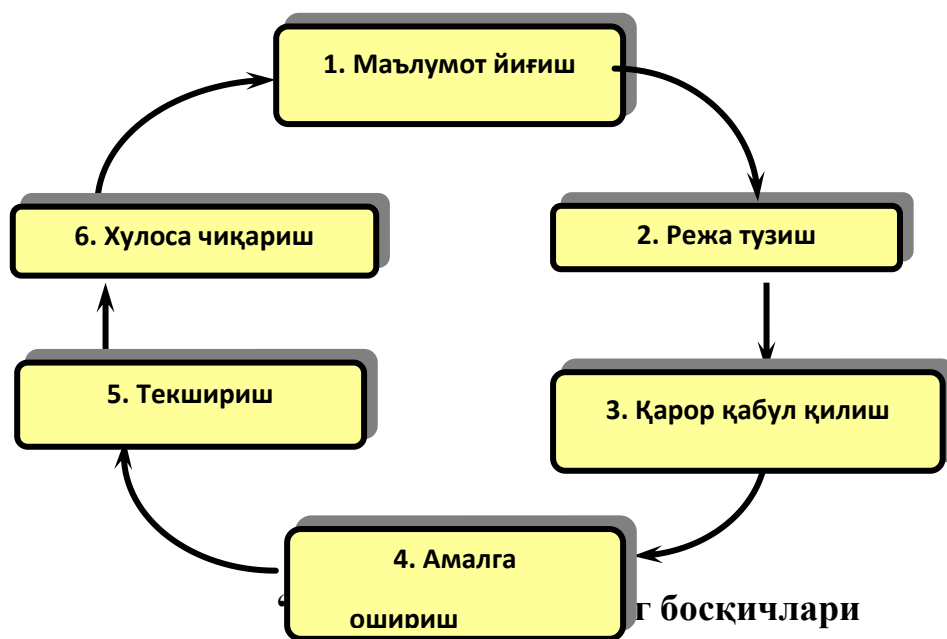 1. Маълумот йиғиш
2. Режа тузиш
3. Қарор қабул қилиш
4. Амалга
ошириш
5. Текшириш
6. Хулоса чиқариш
босқичлари